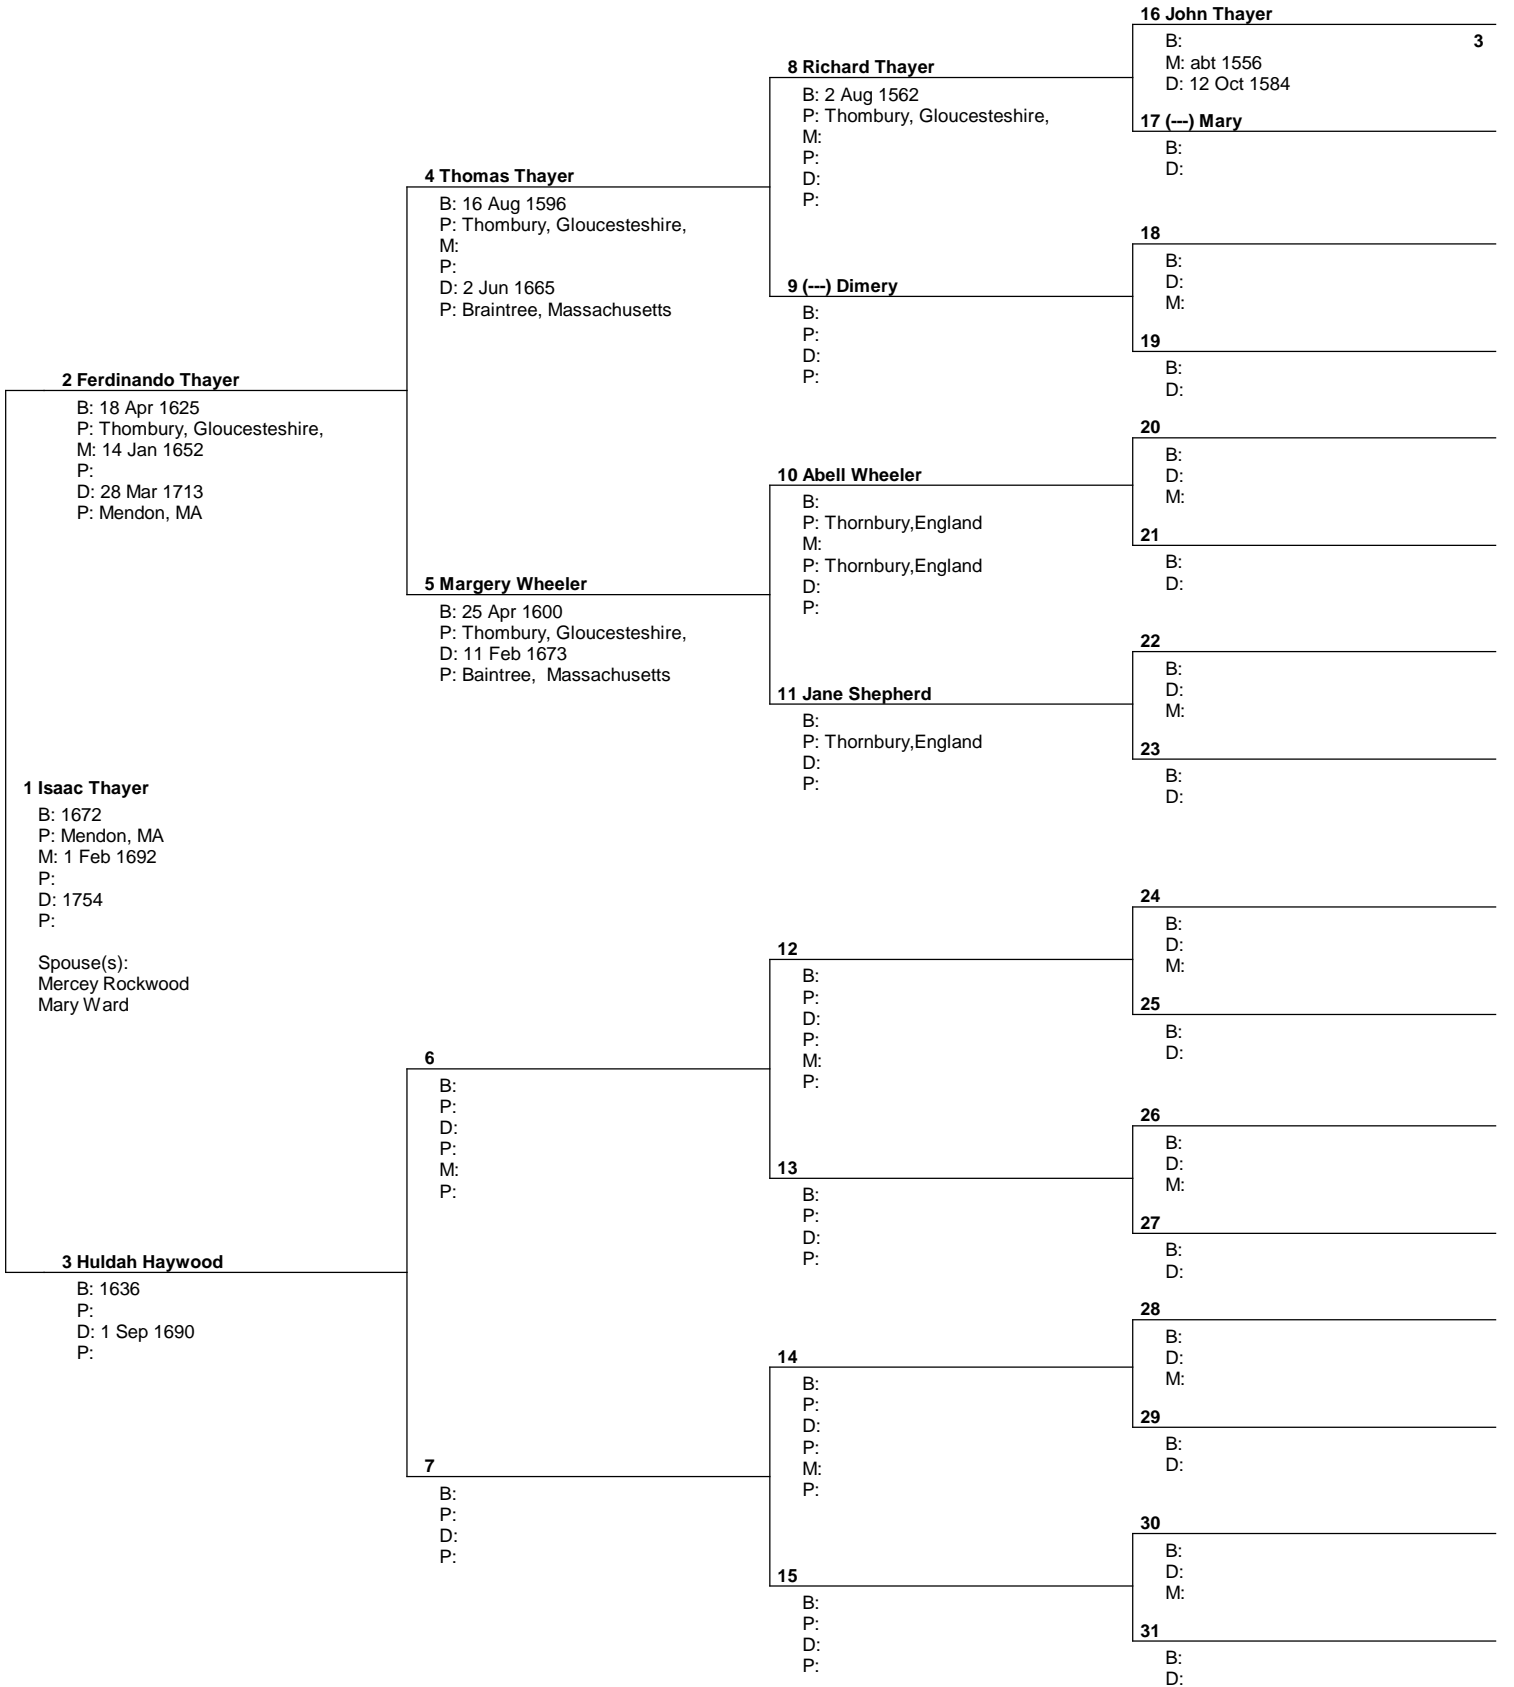 16 John Thayer
B:
3
M: abt 1556
D: 12 Oct 1584
8 Richard Thayer
B: 2 Aug 1562
P: Thombury, Gloucesteshire,
M:
P:
D:
P:
17 (---) Mary
B:
D:
4 Thomas Thayer
B: 16 Aug 1596
P: Thombury, Gloucesteshire,
M:
P:
D: 2 Jun 1665
P: Braintree, Massachusetts
18
B:
D:
M:
9 (---) Dimery
B:
P:
D:
P:
19
B:
D:
2 Ferdinando Thayer
B: 18 Apr 1625
P: Thombury, Gloucesteshire,
M: 14 Jan 1652
P:
D: 28 Mar 1713
P: Mendon, MA
20
B:
D:
M:
10 Abell Wheeler
B:
P: Thornbury,England
M:
P: Thornbury,England
D:
P:
21
B:
D:
5 Margery Wheeler
B: 25 Apr 1600
P: Thombury, Gloucesteshire,
D: 11 Feb 1673
P: Baintree,  Massachusetts
22
B:
D:
M:
11 Jane Shepherd
B:
P: Thornbury,England
D:
P:
23
B:
D:
1 Isaac Thayer
B: 1672
P: Mendon, MA
M: 1 Feb 1692
P:
D: 1754
P:
Spouse(s):
Mercey Rockwood
Mary Ward
24
B:
D:
M:
12
B:
P:
D:
P:
M:
P:
25
B:
D:
6
B:
P:
D:
P:
M:
P:
26
B:
D:
M:
13
B:
P:
D:
P:
27
B:
D:
3 Huldah Haywood
B: 1636
P:
D: 1 Sep 1690
P:
28
B:
D:
M:
14
B:
P:
D:
P:
M:
P:
29
B:
D:
7
B:
P:
D:
P:
30
B:
D:
M:
15
B:
P:
D:
P:
31
B:
D: